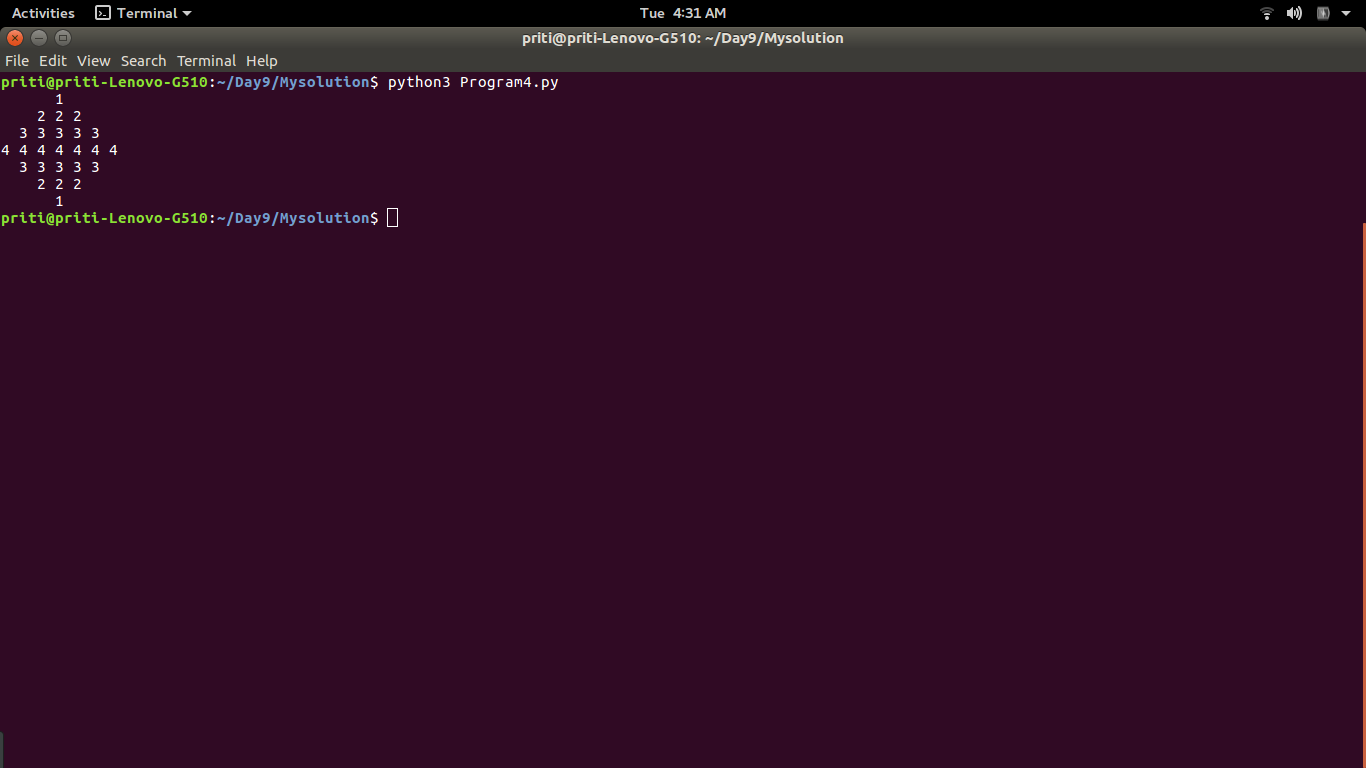 Activities Terminal Tue 4:31 AM
priti@priti-Lenovo-G510: ~/Day9/Mysolution
File Edit View Search Terminal Help
priti@priti-Lenovo-G510:~/Day9/Mysolution$ python3 Program4.py
      1
    2 2 2
  3 3 3 3 3
4 4 4 4 4 4 4
  3 3 3 3 3
    2 2 2
      1
priti@priti-Lenovo-G510:~/Day9/Mysolution$